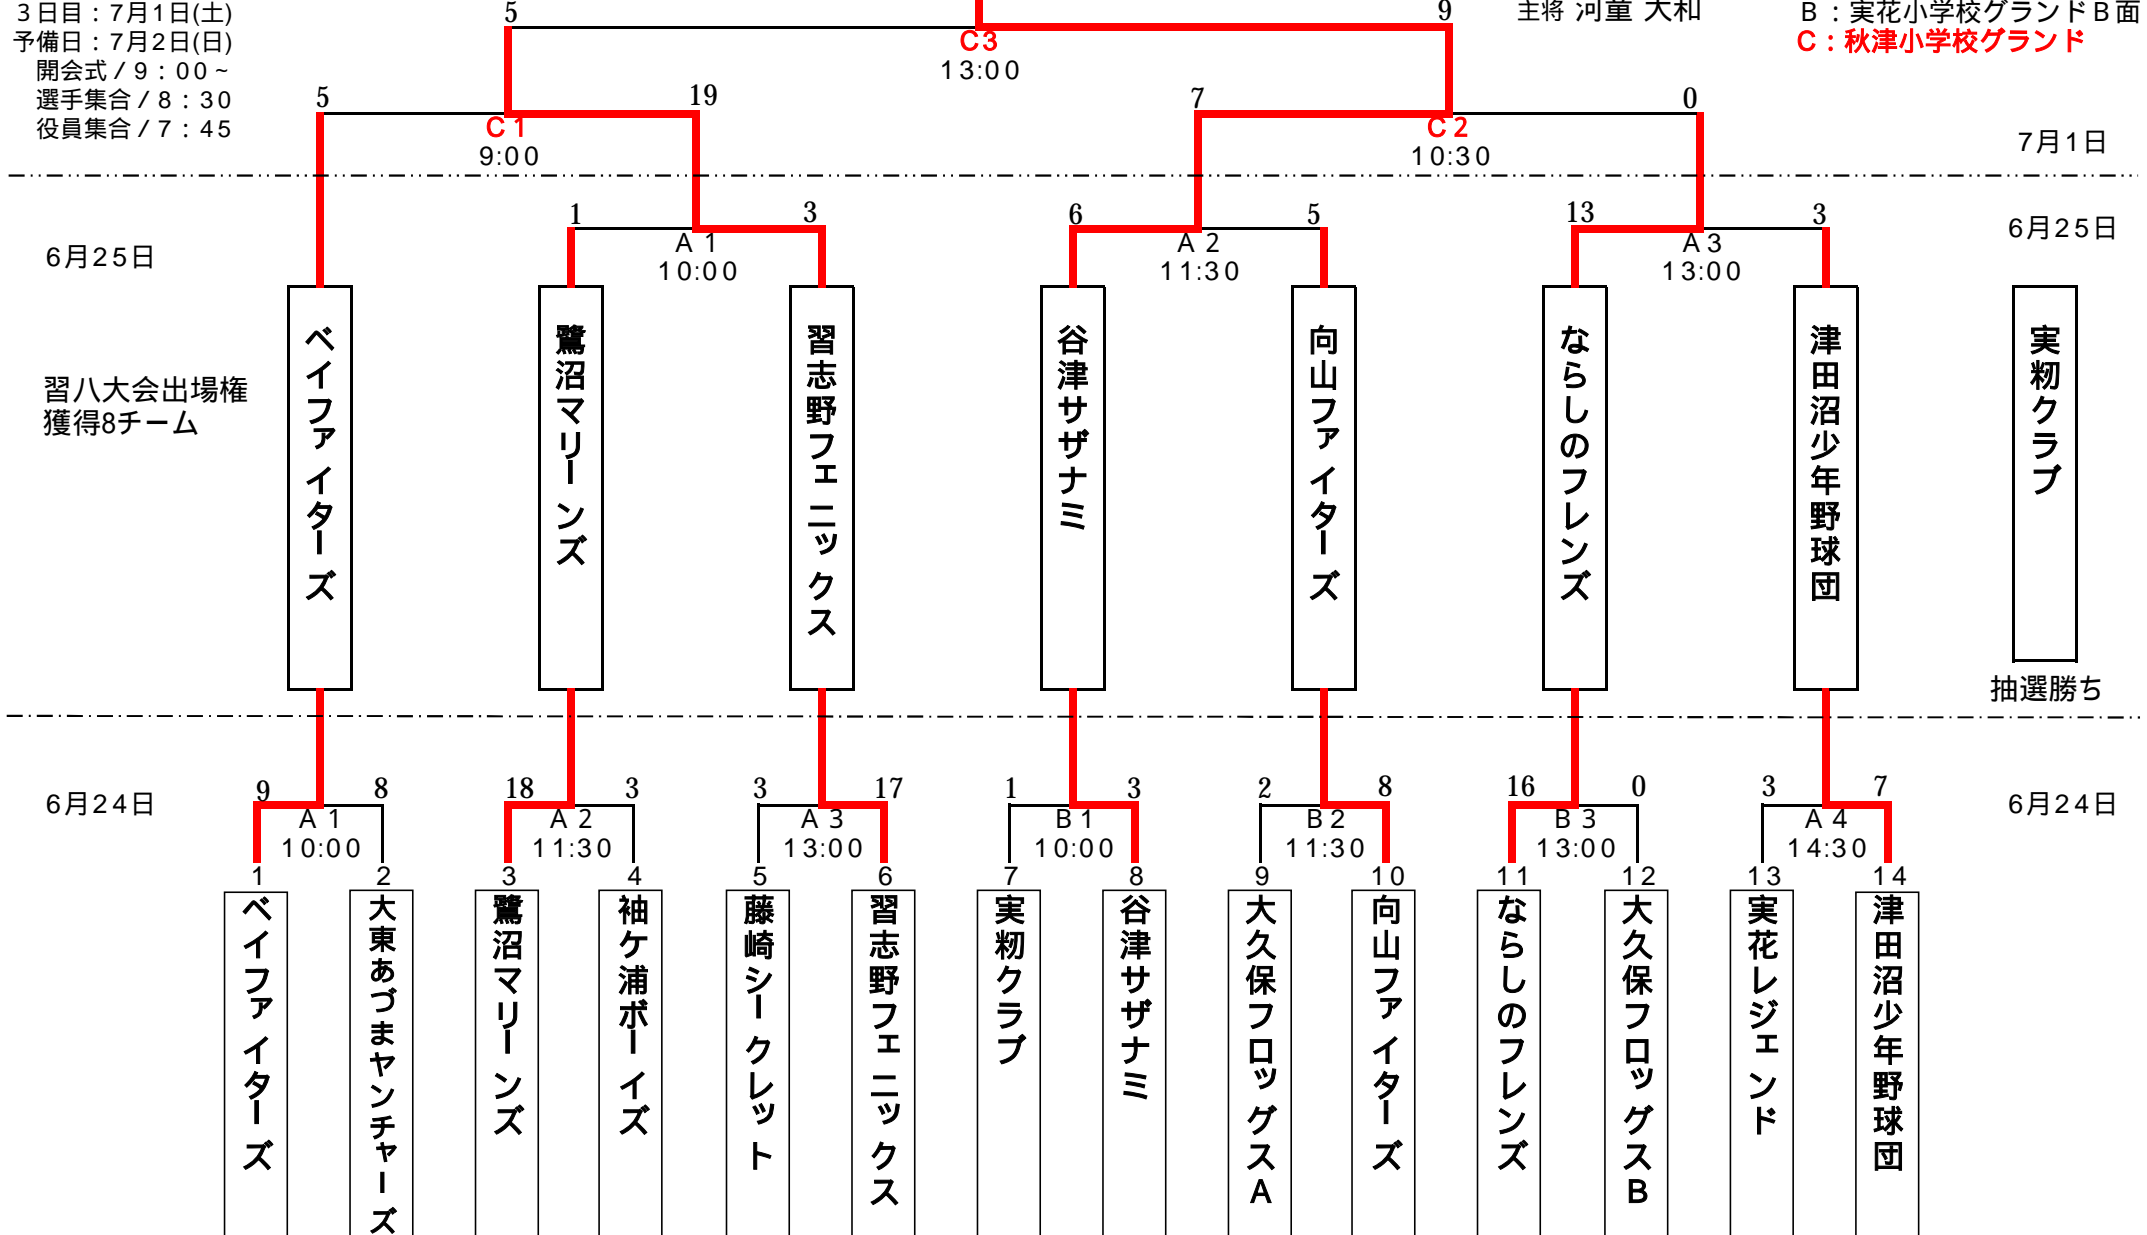 3日目：7月1日(土)
予備日：7月2日(日)
開会式/9：00~
選手集合/8：30
役員集合/7：45
主将 河童 大和
B：実花小学校グランドB面
C：秋津小学校グランド
5
9
C3
13:00
5
19
7
0
C1
9:00
C2
10:30
7月1日
6月25日
1
3
6
5
13
3
6月25日
A1
10:00
A2
11:30
A3
13:00
習八大会出場権
獲得8チーム
ベイファイターズ
鷺沼マリーンズ
習志野フェニックス
谷津サザナミ
向山ファイターズ
ならしのフレンズ
津田沼少年野球団
実籾クラブ
抽選勝ち
6月24日
9
8
18
3
3
17
1
3
2
8
16
0
3
7
6月24日
A1
10:00
A2
11:30
A3
13:00
B1
10:00
B2
11:30
B3
13:00
A4
14:30
1
2
3
4
5
6
7
8
9
10
11
12
13
14
ベイファイターズ
大東あづまヤンチャーズ
鷺沼マリーンズ
袖ケ浦ボーイズ
藤崎シークレット
習志野フェニックス
実籾クラブ
谷津サザナミ
大久保フロッグスA
向山ファイターズ
ならしのフレンズ
大久保フロッグスB
実花レジェンド
津田沼少年野球団